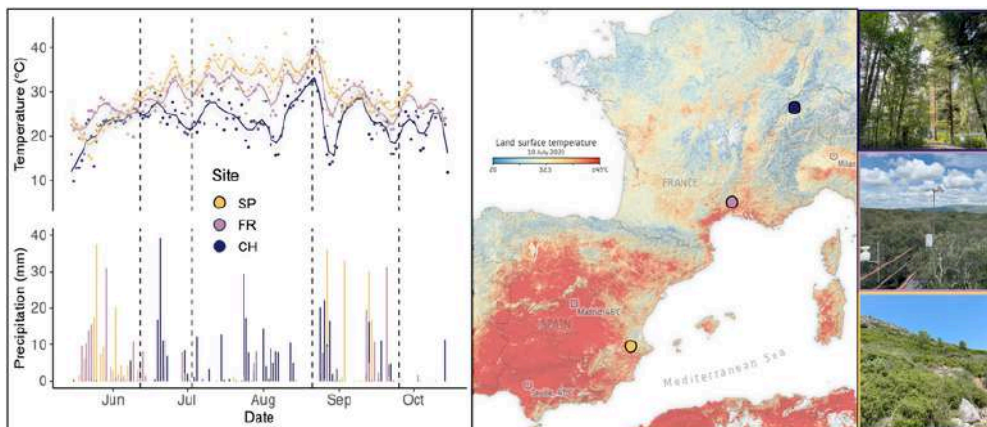 Temperature (°C)
40
30
20
10
Site
SP
FR
CH
Precipitation (mm)
40
30
20
10
0
Jun
Jul
Aug
Sep
Oct
Date
Land surface temperature
FRANCE
Milan
SPAIN
Mediterranean Sea